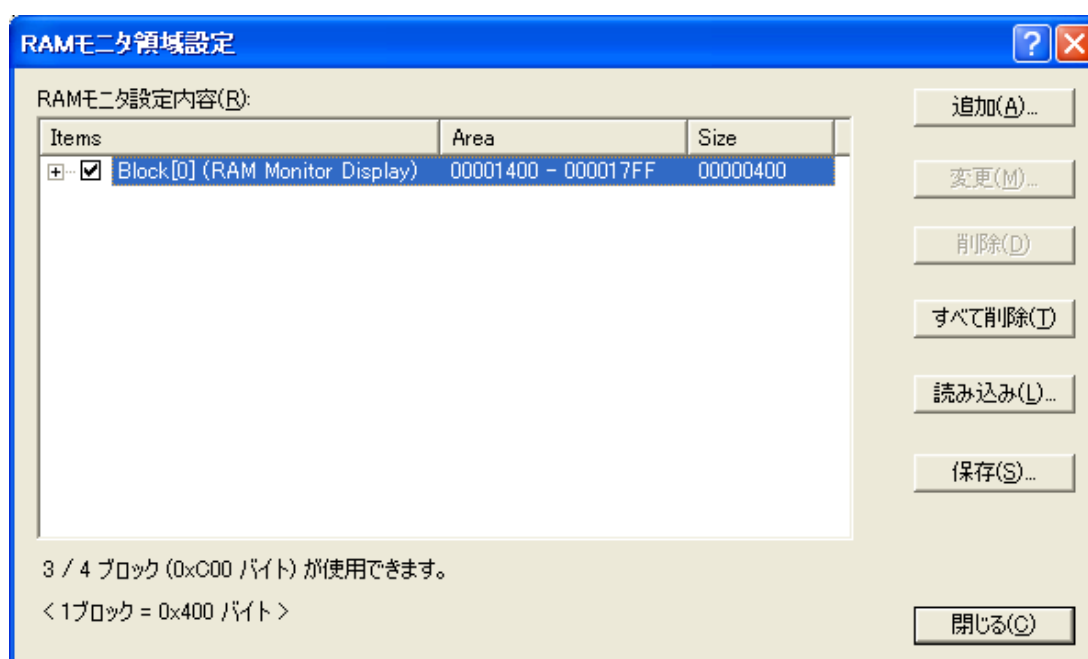 RAMモニタ領域設定
RAMモニタ設定内容(R):
Items Area Size
Block[0] (RAM Monitor Display) 00001400 - 000017FF 00000400
追加(A)...
変更(M)...
削除(D)
すべて削除(T)
読み込み(L)...
保存(S)...
3 / 4 ブロック (0xC00 バイト) が使用できます。
< 1ブロック = 0x400 バイト >
閉じる(C)